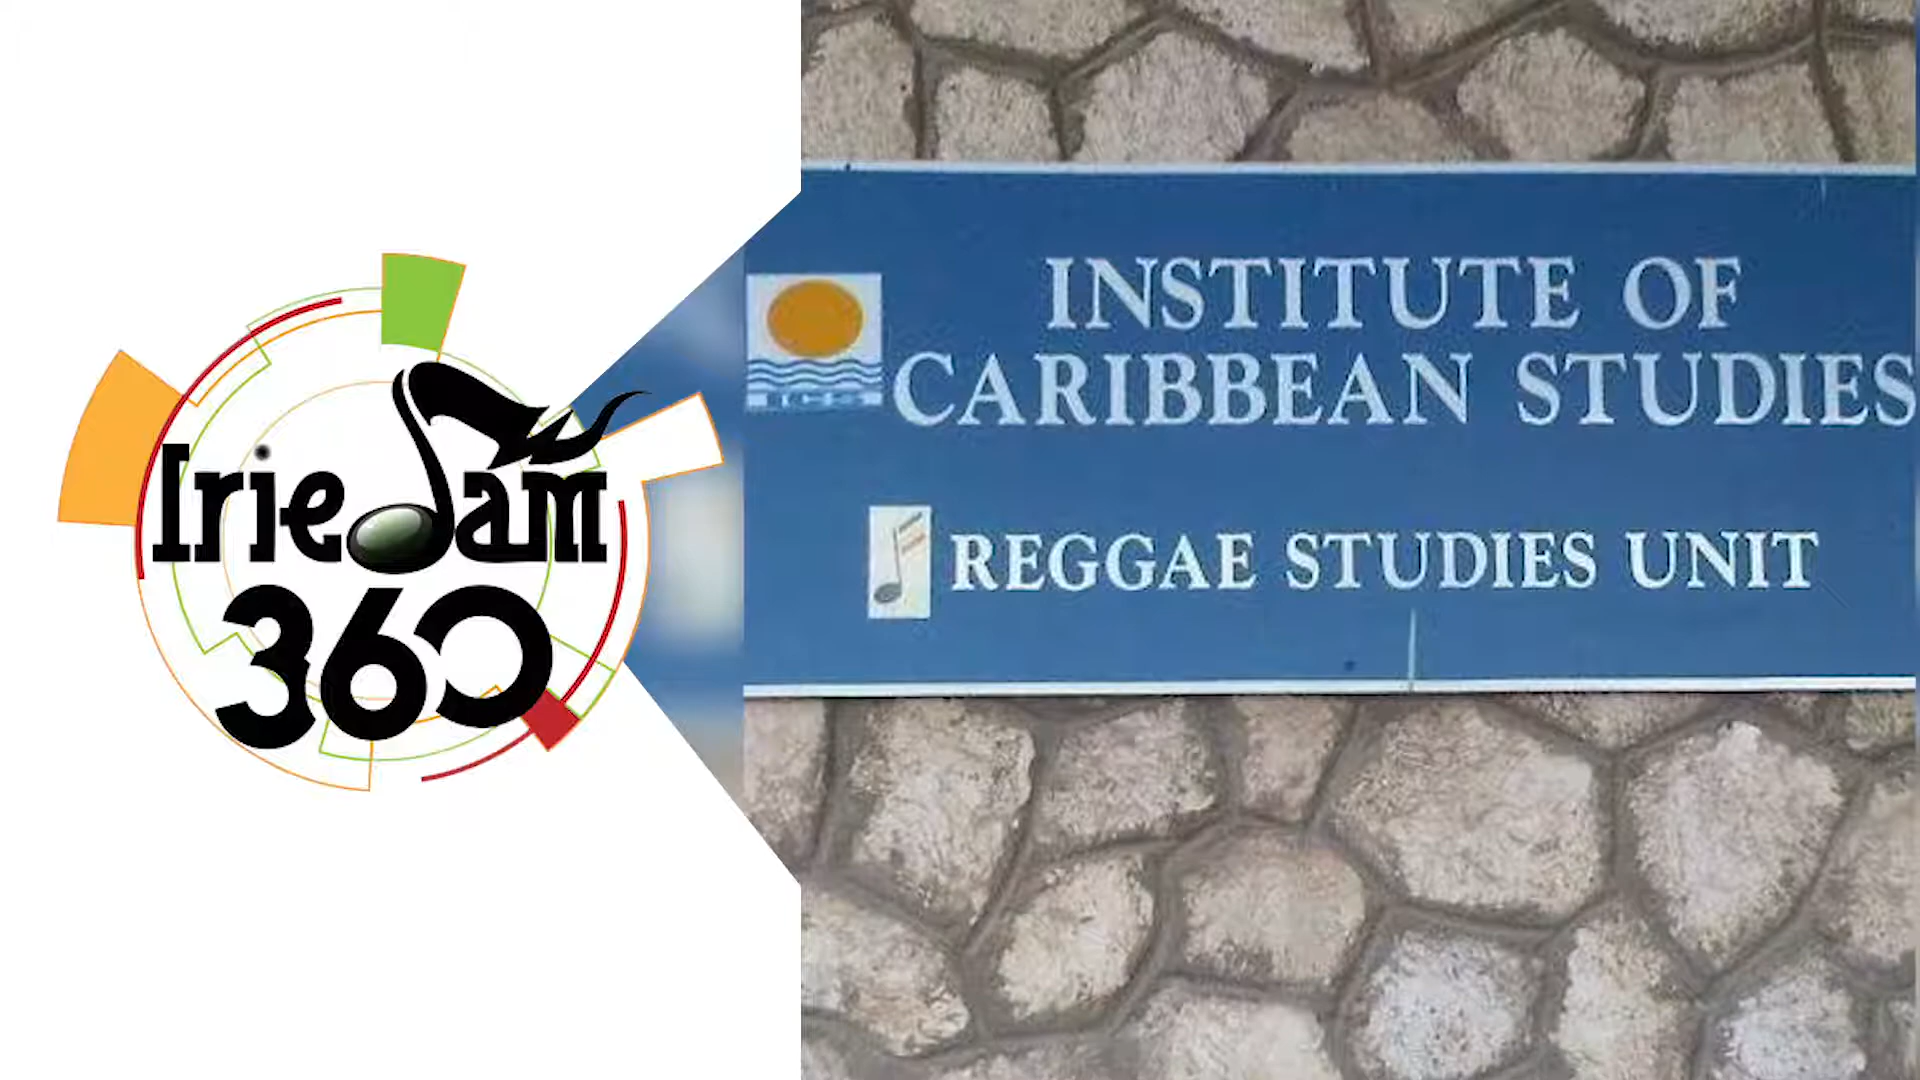 IrieJam
360
INSTITUTE OF
CARIBBEAN STUDIES
REGGAE STUDIES UNIT